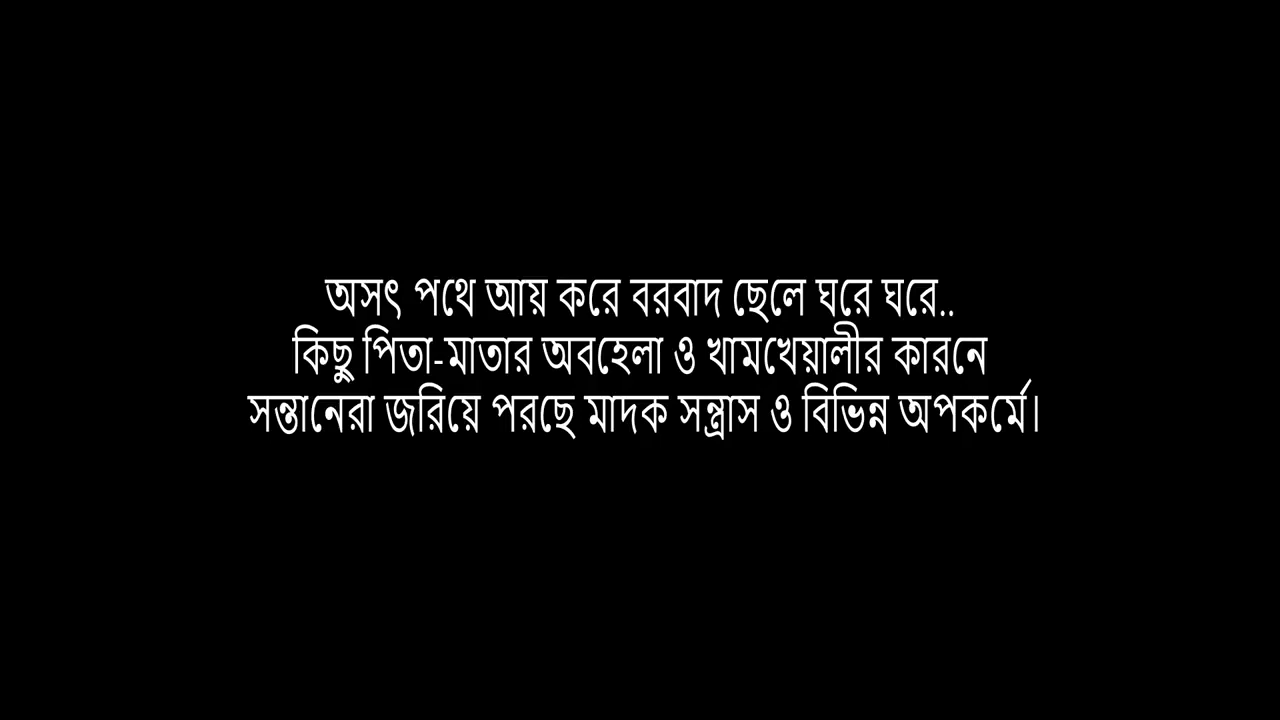 অসৎ পথে আয় করে বরবাদ ছেলে ঘরে ঘরে..
কিছু পিতা-মাতার অবহেলা ও খামখেয়ালীর কারনে
সন্তানেরা জরিয়ে পরছে মাদক সন্ত্রাস ও বিভিন্ন অপকর্মে।